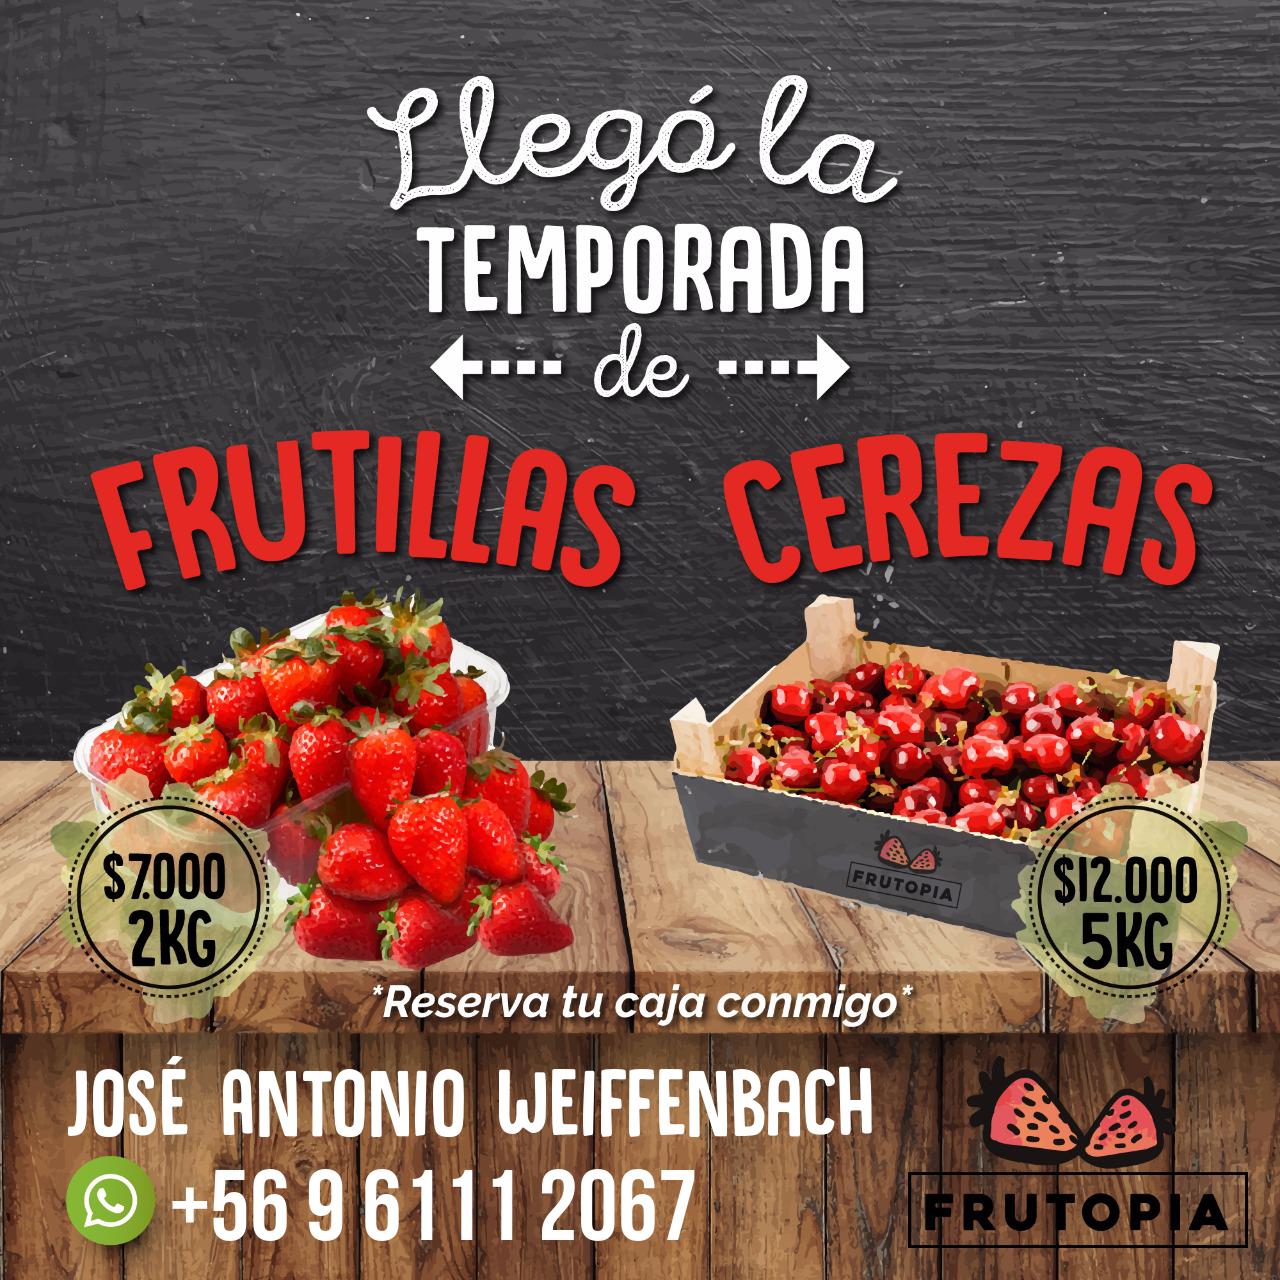 Llegó la
TEMPORADA
de
FRUTILLAS CEREZAS
$7.000
2KG
FRUTOPIA
$12.000
5KG
*Reserva tu caja conmigo*
JOSÉ ANTONIO WEIFFENBACH
+56 9 6111 2067
FRUTOPIA